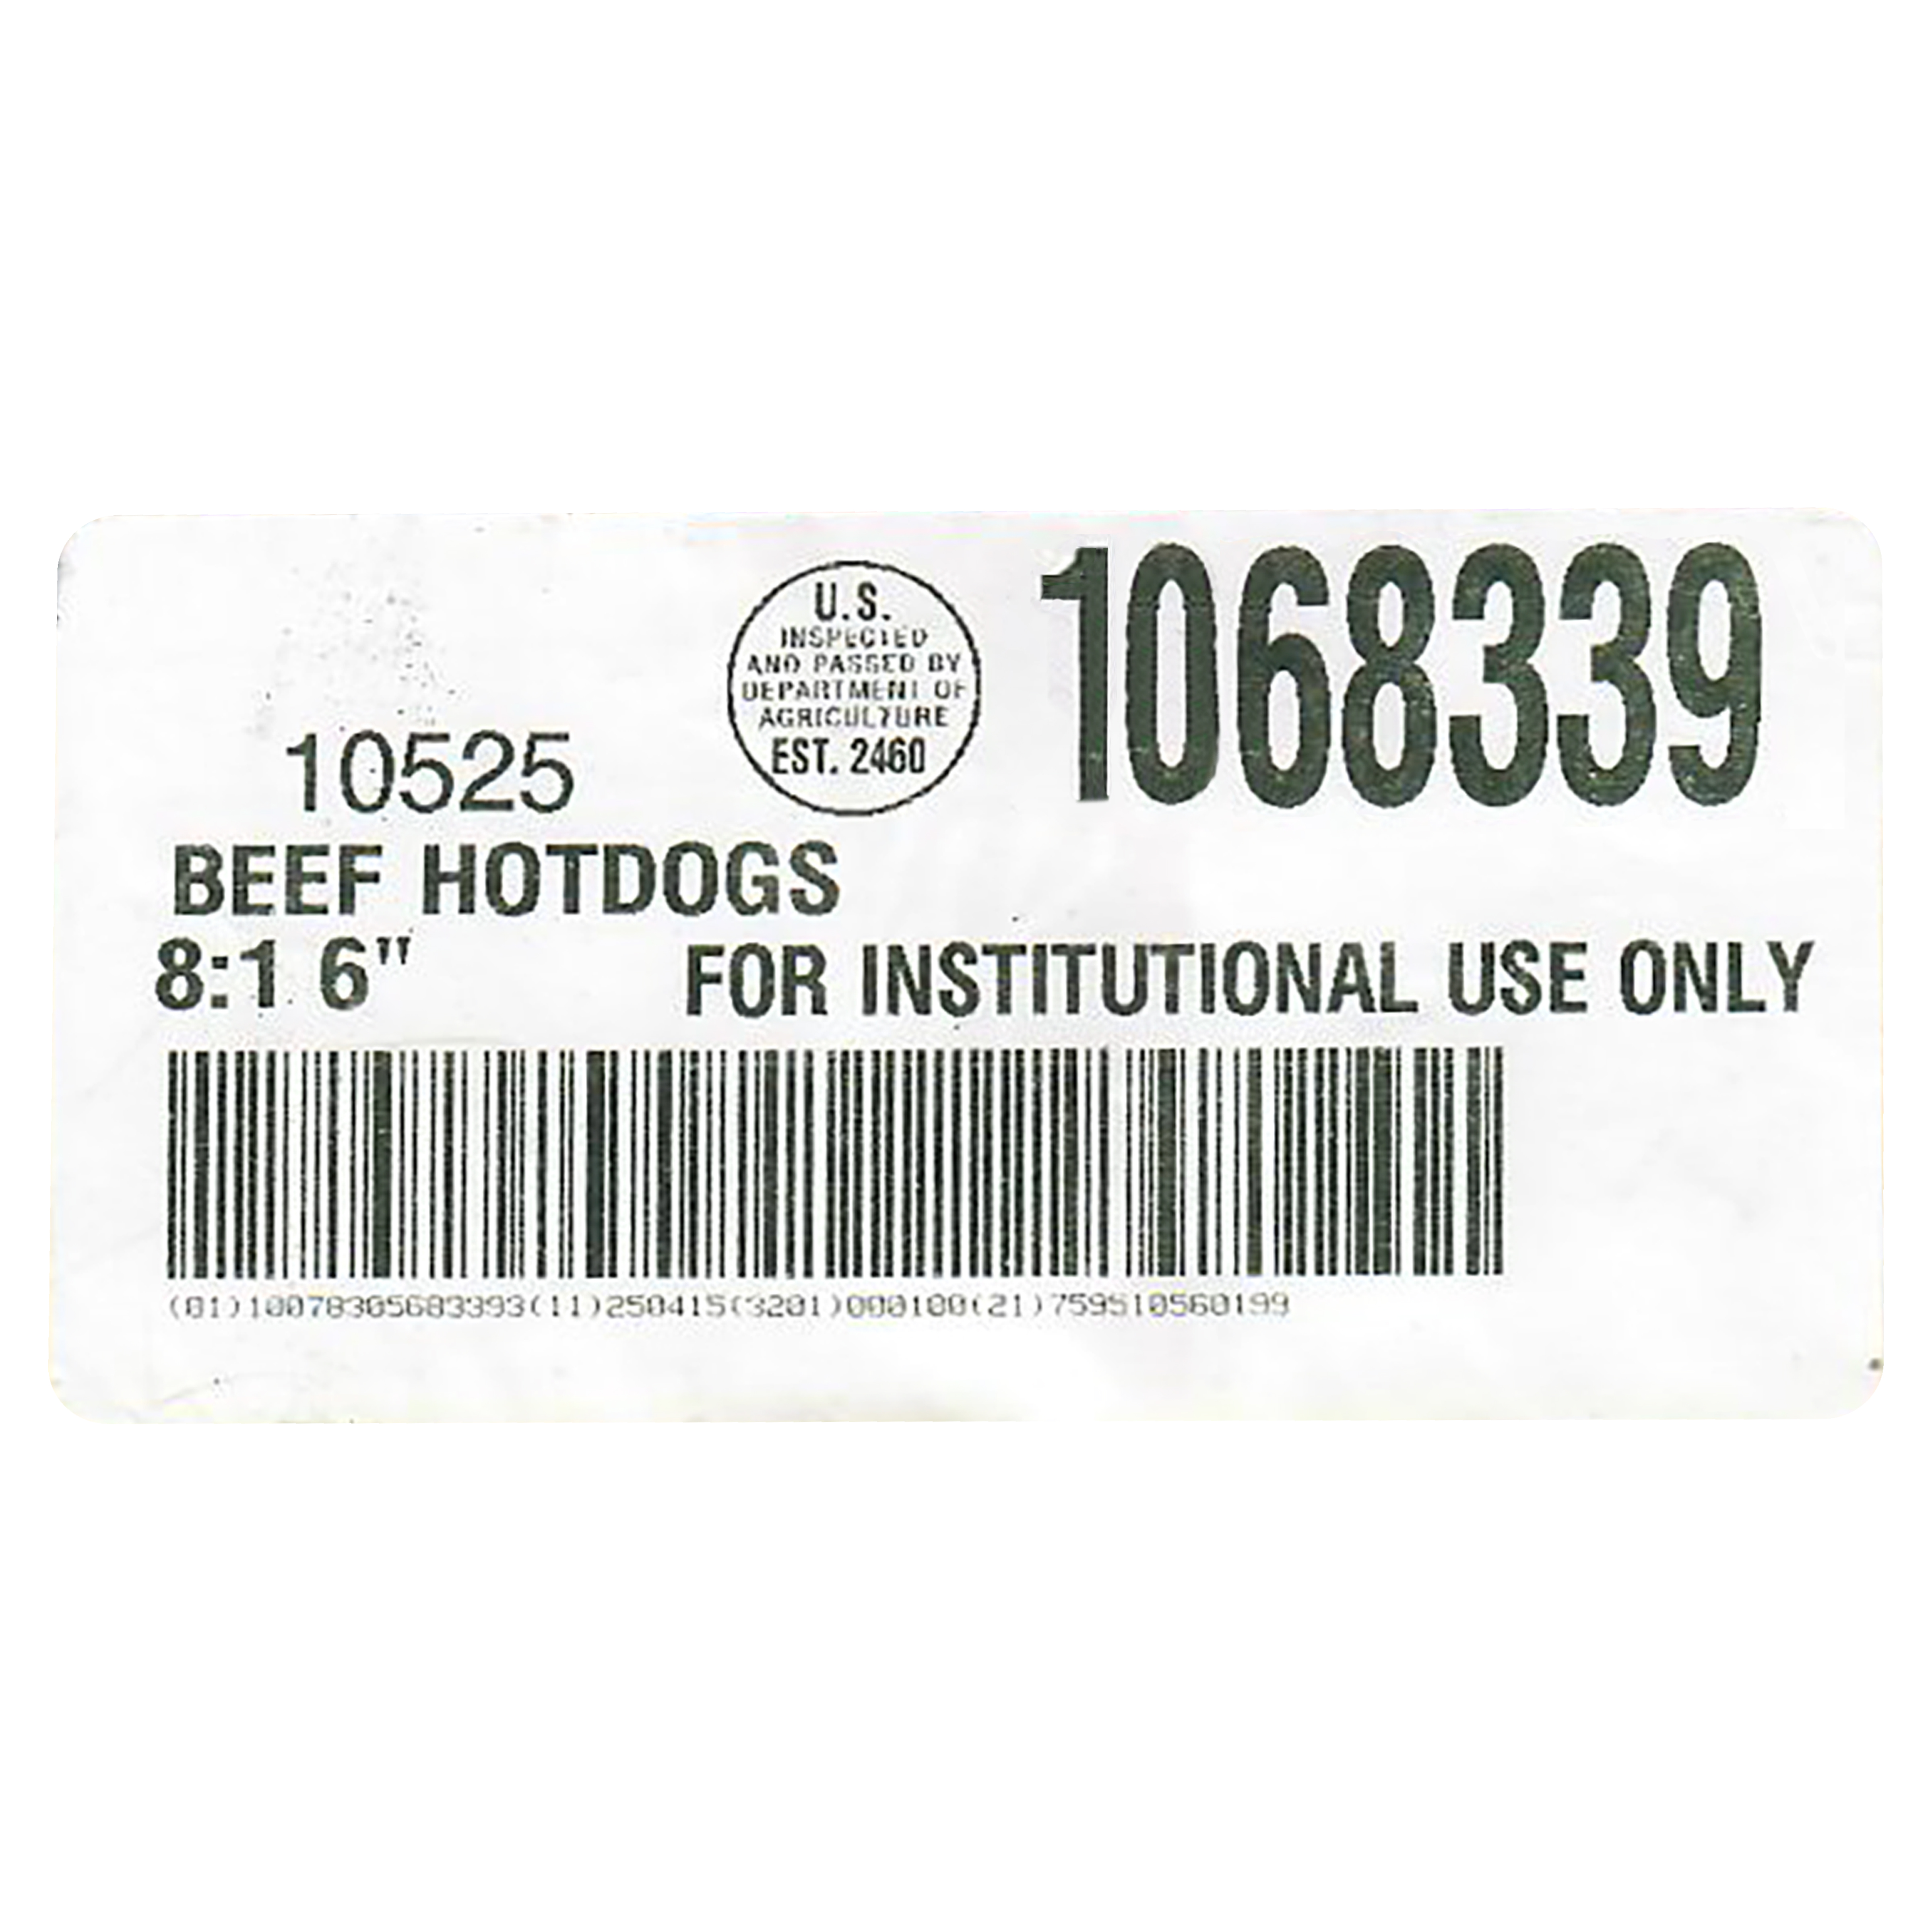 U.S.
INSPECTED
AND PASSED BY
DEPARTMENT OF
AGRICULTURE
EST. 2460
1068339
10525
BEEF HOTDOGS
8:1 6"
FOR INSTITUTIONAL USE ONLY
(01)10078305683393(11)250415(3201)000100(21)759510560199